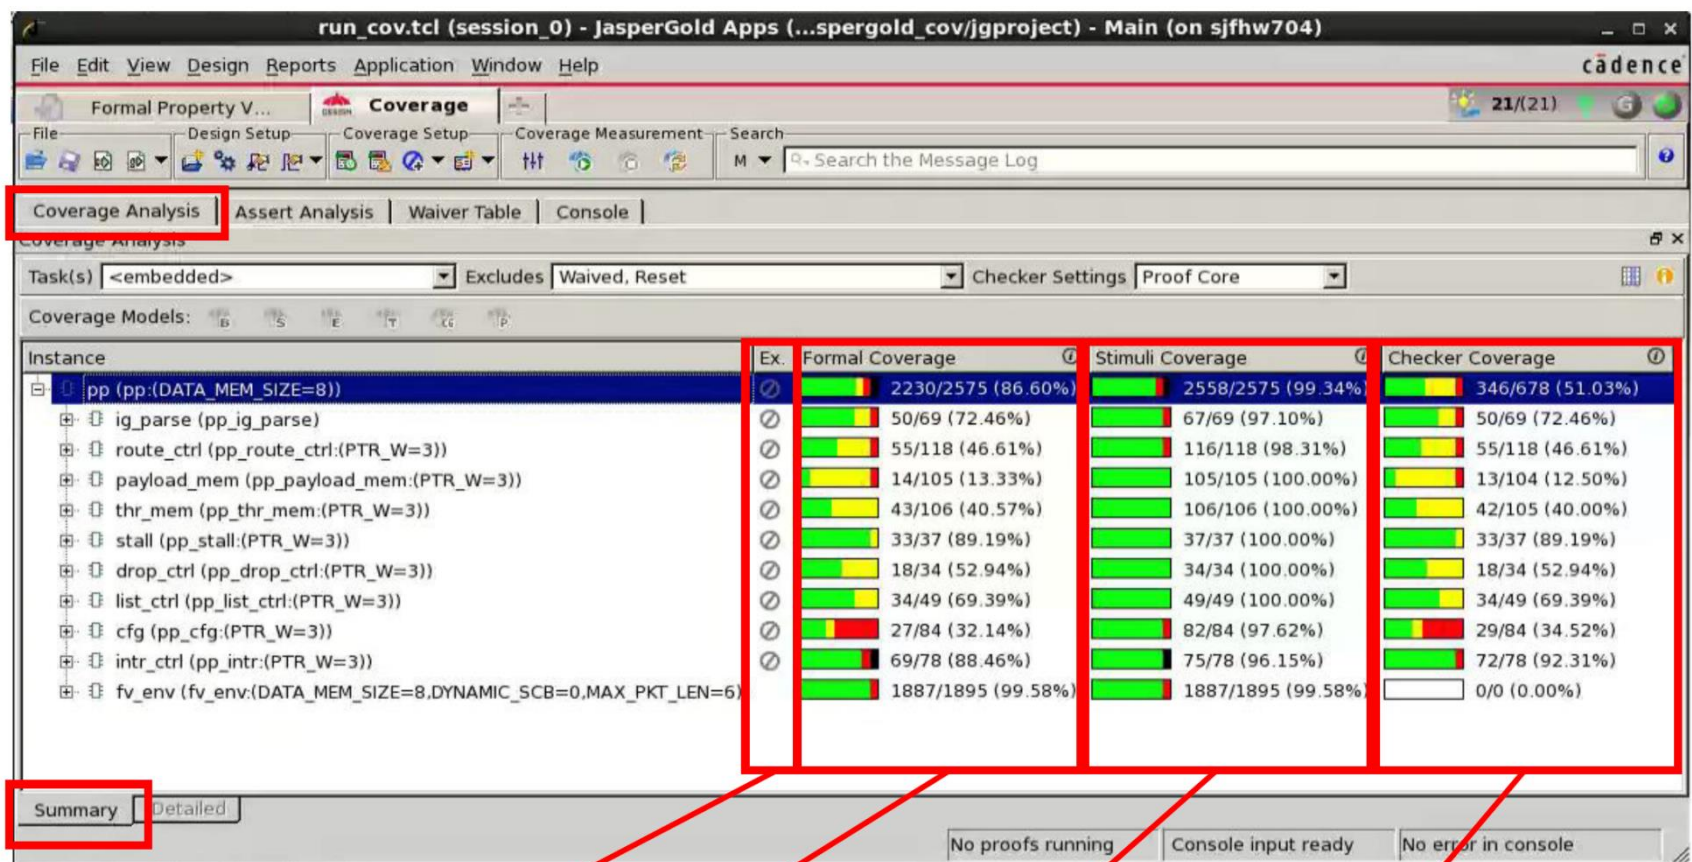 run_cov.tcl (session_0) - JasperGold Apps (...spergold_cov/jgproject) - Main (on sjfhw704)
File Edit View Design Reports Application Window Help cādence
Formal Property V... Coverage 21/(21)
File Design Setup Coverage Setup Coverage Measurement Search
M Search the Message Log
Coverage Analysis Assert Analysis Waiver Table Console
Coverage Analysis
Task(s) <embedded> Excludes Waived, Reset Checker Settings Proof Core
Coverage Models: B S E T CG P
Instance Ex. Formal Coverage Stimuli Coverage Checker Coverage
pp (pp:(DATA_MEM_SIZE=8)) 2230/2575 (86.60%) 2558/2575 (99.34%) 346/678 (51.03%)
ig_parse (pp_ig_parse) 50/69 (72.46%) 67/69 (97.10%) 50/69 (72.46%)
route_ctrl (pp_route_ctrl:(PTR_W=3)) 55/118 (46.61%) 116/118 (98.31%) 55/118 (46.61%)
payload_mem (pp_payload_mem:(PTR_W=3)) 14/105 (13.33%) 105/105 (100.00%) 13/104 (12.50%)
thr_mem (pp_thr_mem:(PTR_W=3)) 43/106 (40.57%) 106/106 (100.00%) 42/105 (40.00%)
stall (pp_stall:(PTR_W=3)) 33/37 (89.19%) 37/37 (100.00%) 33/37 (89.19%)
drop_ctrl (pp_drop_ctrl:(PTR_W=3)) 18/34 (52.94%) 34/34 (100.00%) 18/34 (52.94%)
list_ctrl (pp_list_ctrl:(PTR_W=3)) 34/49 (69.39%) 49/49 (100.00%) 34/49 (69.39%)
cfg (pp_cfg:(PTR_W=3)) 27/84 (32.14%) 82/84 (97.62%) 29/84 (34.52%)
intr_ctrl (pp_intr:(PTR_W=3)) 69/78 (88.46%) 75/78 (96.15%) 72/78 (92.31%)
fv_env (fv_env:(DATA_MEM_SIZE=8,DYNAMIC_SCB=0,MAX_PKT_LEN=6) 1887/1895 (99.58%) 1887/1895 (99.58%) 0/0 (0.00%)
Summary Detailed
No proofs running Console input ready No error in console